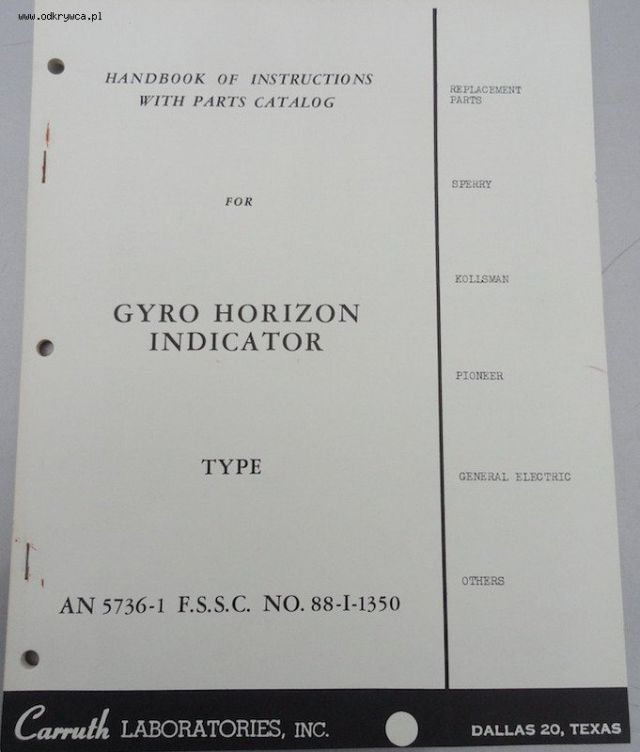 www.odkrywca.pl
HANDBOOK OF INSTRUCTIONS
WITH PARTS CATALOG
FOR
GYRO HORIZON
INDICATOR
TYPE
AN 5736-1 F.S.S.C. NO. 88-I-1350
REPLACEMENT
PARTS
SPERRY
KOLLSMAN
PIONEER
GENERAL ELECTRIC
OTHERS
Carruth LABORATORIES, INC.
DALLAS 20, TEXAS